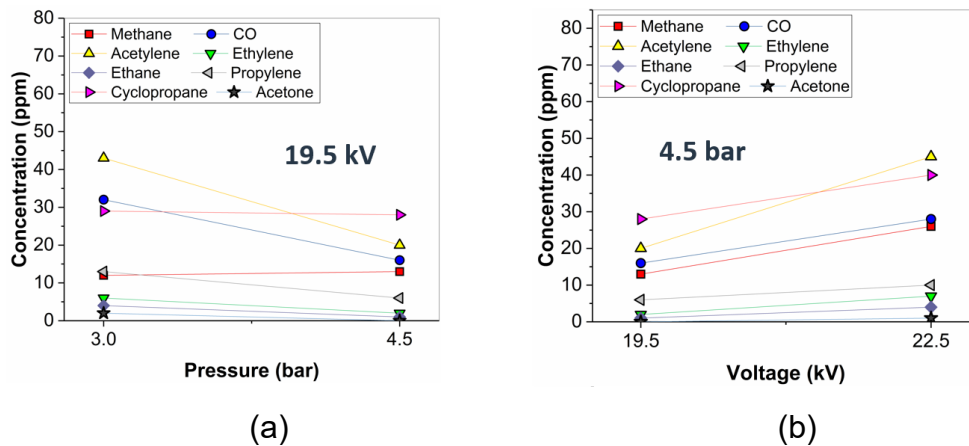 80
70
60
50
40
30
20
10
0
Concentration (ppm)
Methane CO
Acetylene Ethylene
Ethane Propylene
Cyclopropane Acetone
19.5 kV
3.0 4.5
Pressure (bar)
(a)
80
70
60
50
40
30
20
10
0
Concentration (ppm)
Methane CO
Acetylene Ethylene
Ethane Propylene
Cyclopropane Acetone
4.5 bar
19.5 22.5
Voltage (kV)
(b)